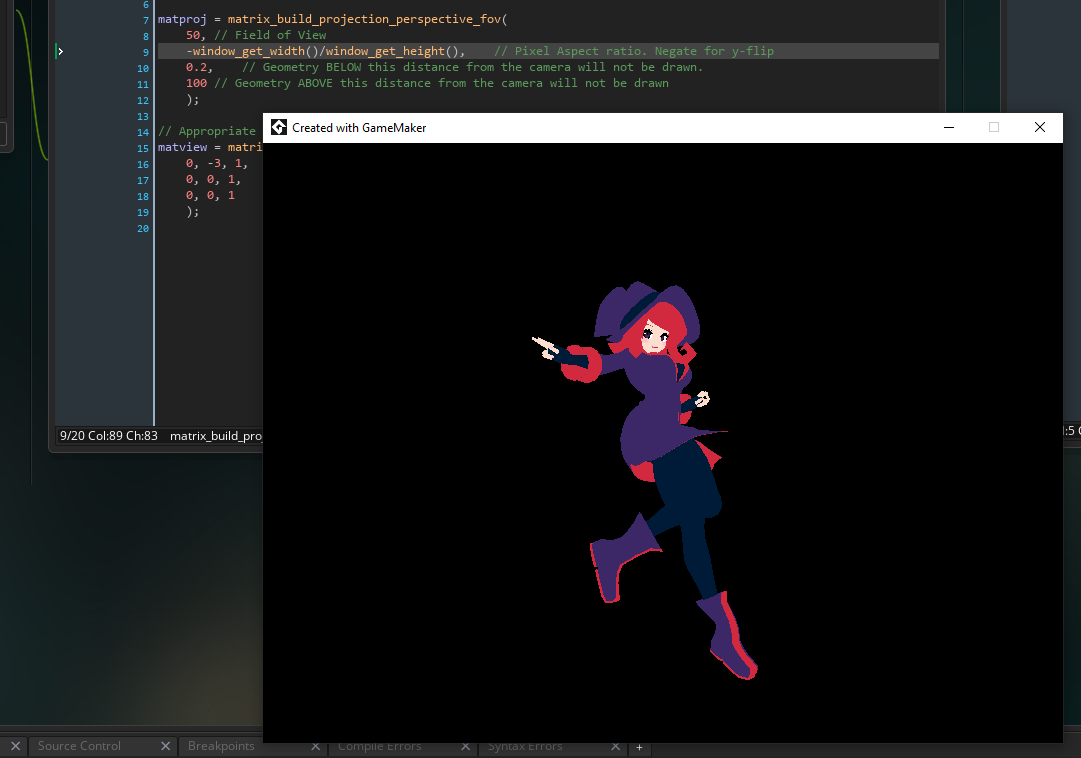 6
7 matproj = matrix_build_projection_perspective_fov(
8 50, // Field of View
9 -window_get_width()/window_get_height(), // Pixel Aspect ratio. Negate for y-flip
10 0.2, // Geometry BELOW this distance from the camera will not be drawn.
11 100 // Geometry ABOVE this distance from the camera will not be drawn
12 );
13
Created with GameMaker
14 // Appropriate
15 matview = matri
16 0, -3, 1,
17 0, 0, 1,
18 0, 0, 1
19 );
20
9/20 Col:89 Ch:83 matrix_build_pro
:5
Source Control Breakpoints Compile Errors Syntax Errors +